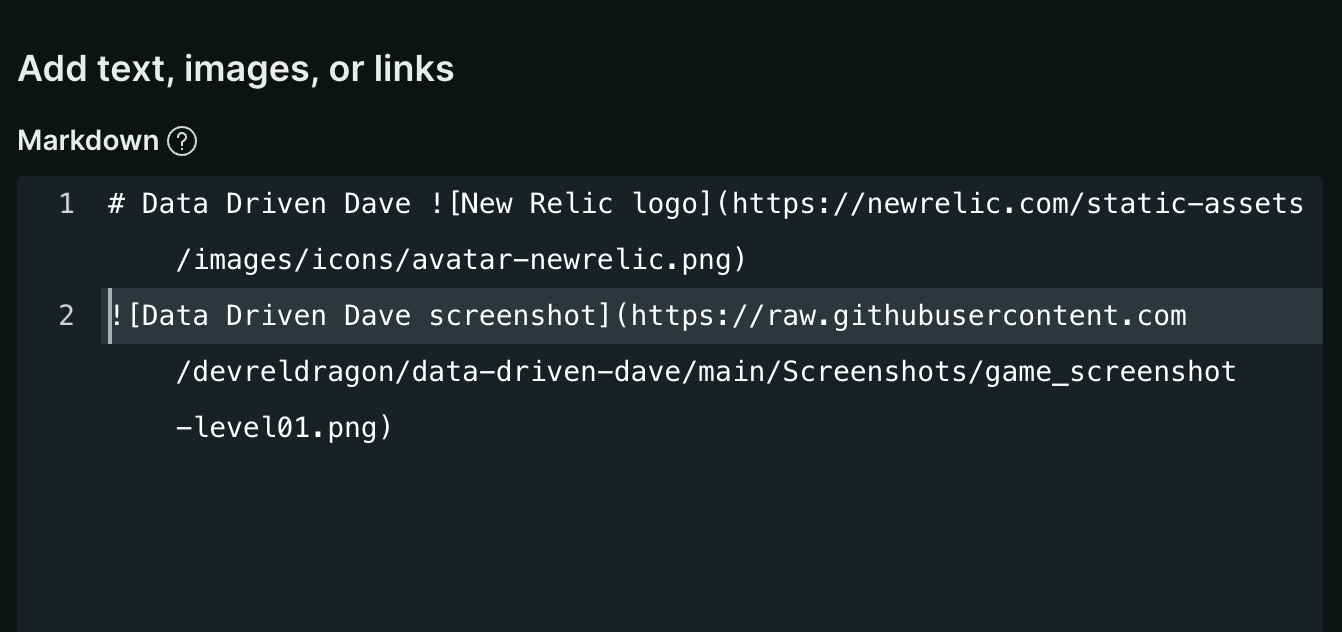 Add text, images, or links
Markdown ?
1 # Data Driven Dave ![New Relic logo](https://newrelic.com/static-assets
/images/icons/avatar-newrelic.png)
2 ![Data Driven Dave screenshot](https://raw.githubusercontent.com
/devreldragon/data-driven-dave/main/Screenshots/game_screenshot
-level01.png)